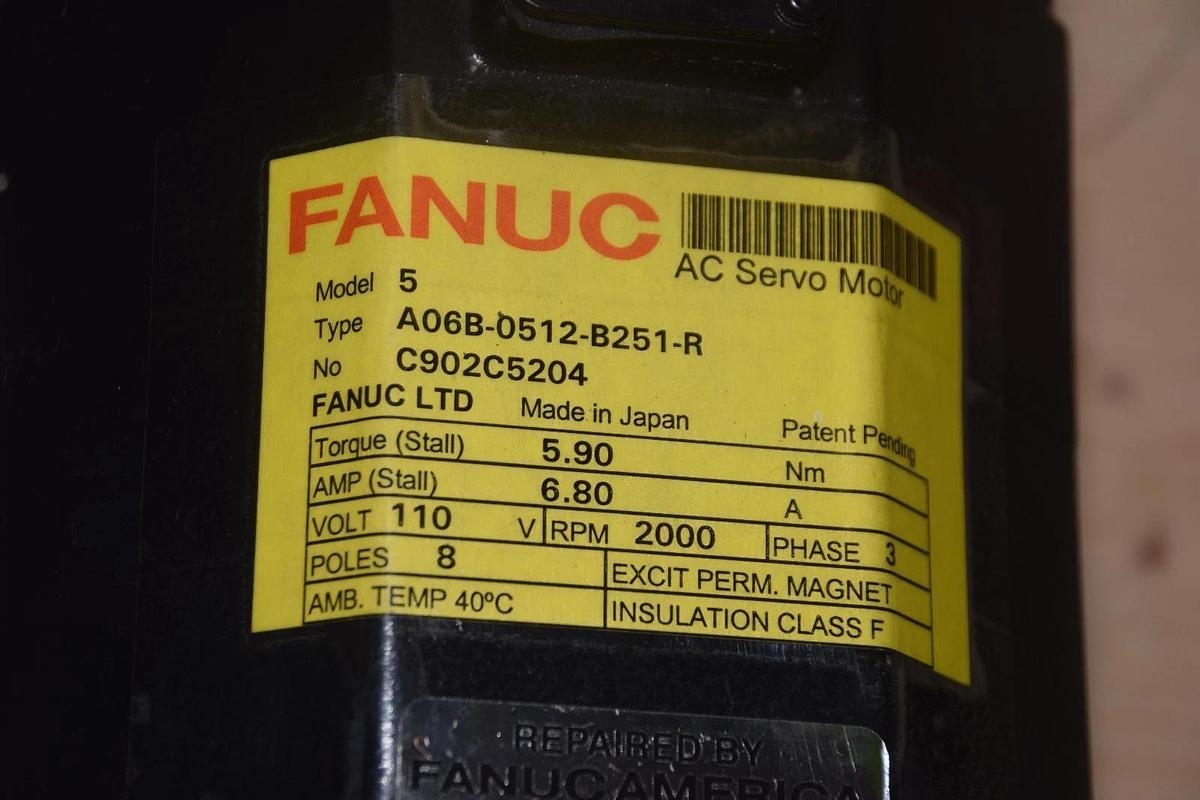 FANUC
AC Servo Motor
Model 5
Type A06B-0512-B251-R
No C902C5204
FANUC LTD Made in Japan Patent Pending
Torque (Stall) 5.90 Nm
AMP (Stall) 6.80 A
VOLT 110 V RPM 2000 PHASE 3
POLES 8 EXCIT PERM. MAGNET
AMB. TEMP 40ºC INSULATION CLASS F
REPAIRED BY
FANUC AMERICA